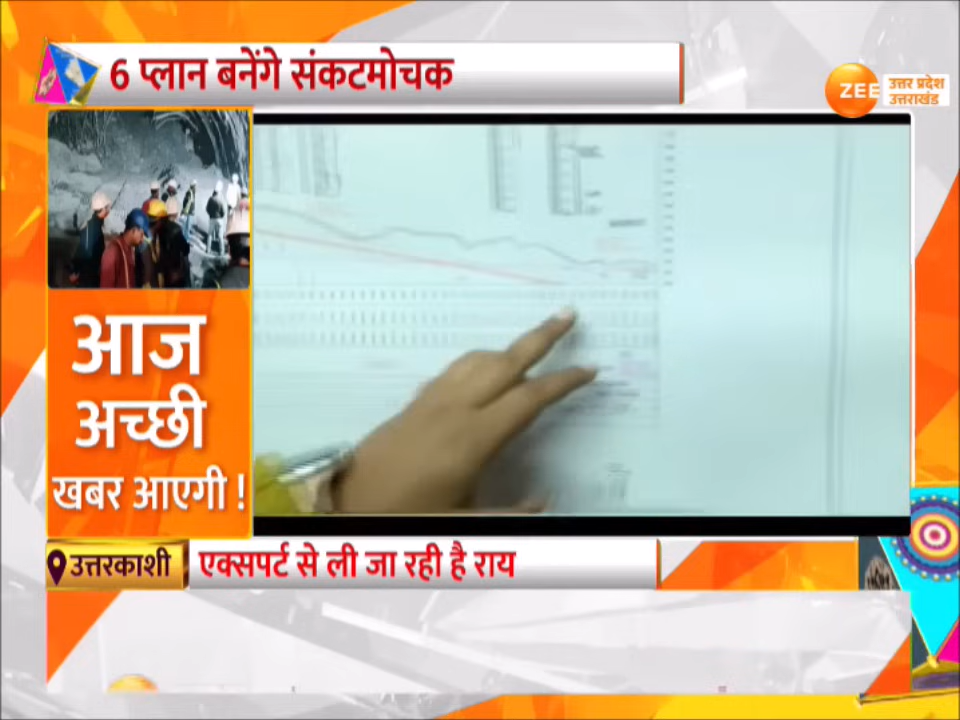 6 प्लान बनेंगे संकटमोचक
ZEE
उत्तर प्रदेश
उत्तराखंड
आज
अच्छी
खबर आएगी !
उत्तरकाशी
एक्सपर्ट से ली जा रही है राय